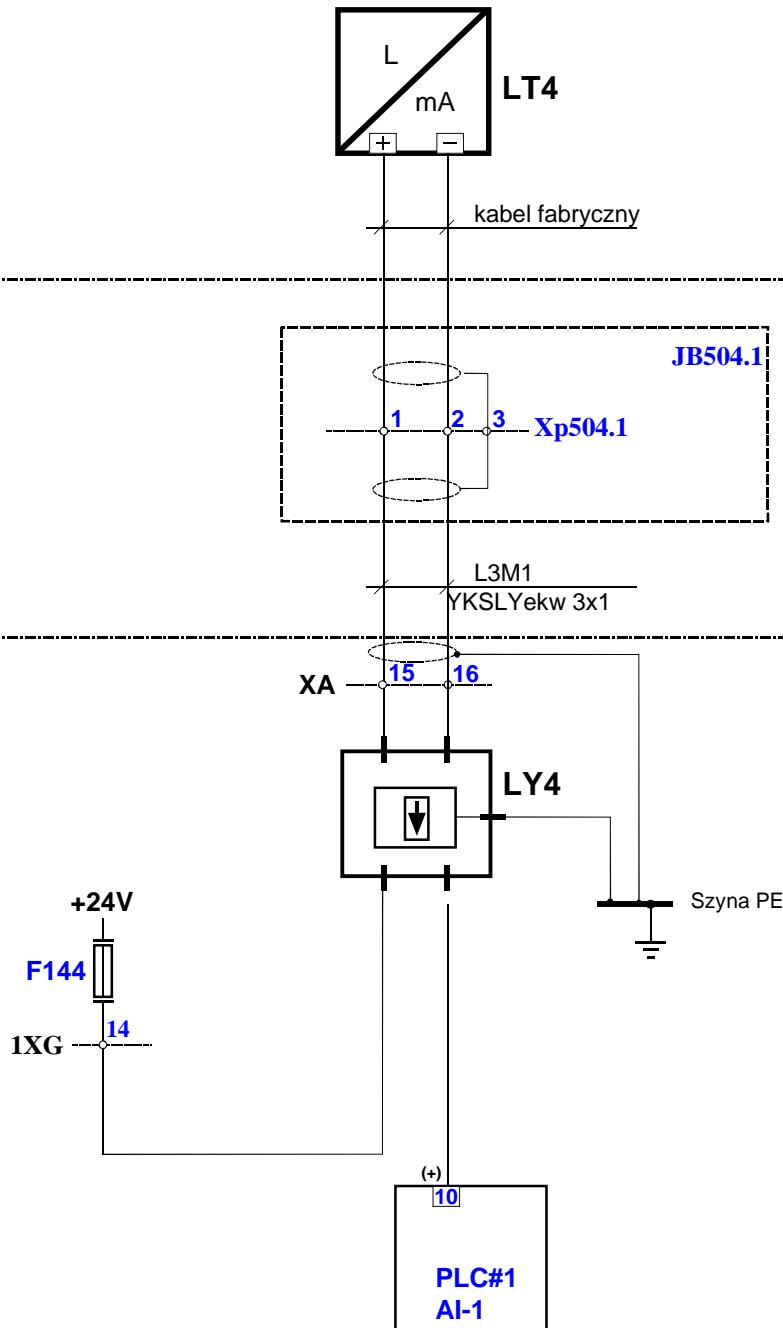 L
LT4
mA
+ −
kabel fabryczny
JB504.1
1 2 3 Xp504.1
L3M1
YKSLYekw 3x1
XA 15 16
LY4
+24V
Szyna PE
F144
14
1XG
(+)
10
PLC#1
AI-1